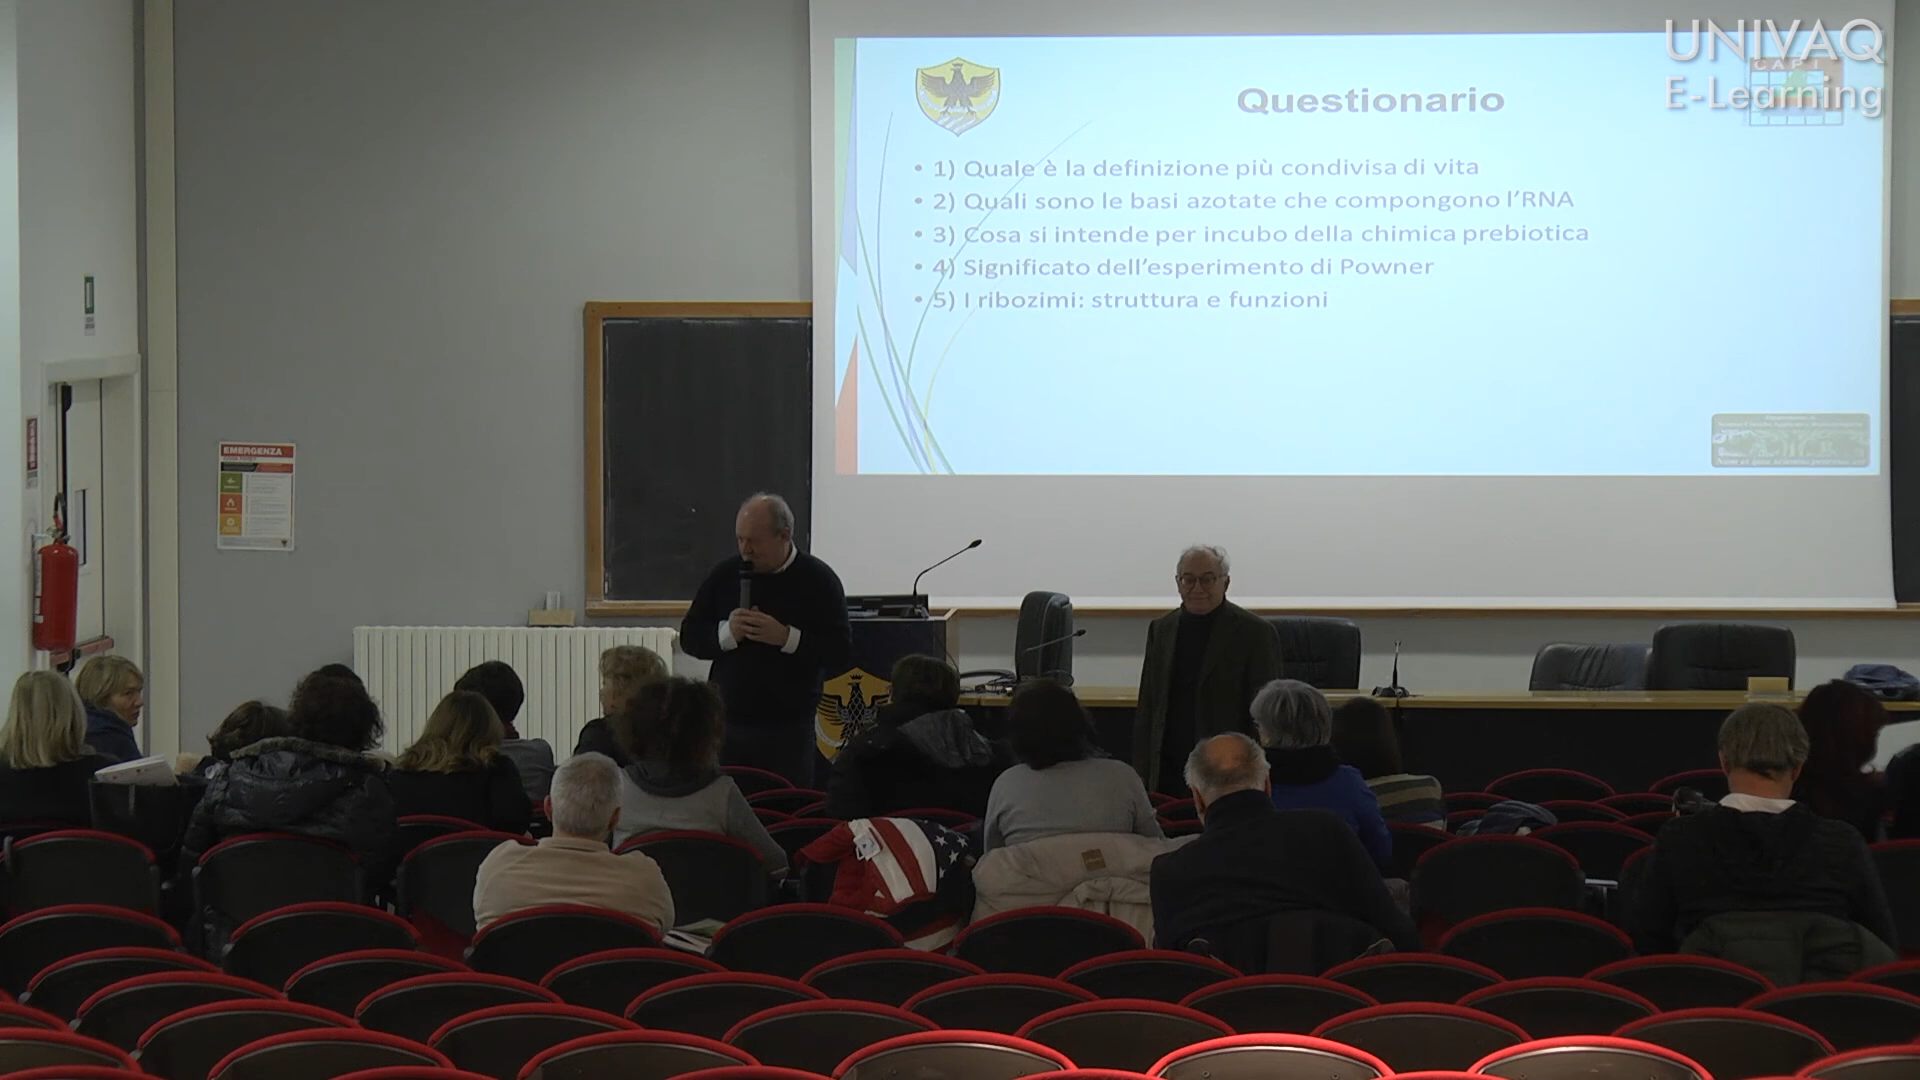 UNIVAQ
E-Learning
CAPI
Questionario
• 1) Quale è la definizione più condivisa di vita
• 2) Quali sono le basi azotate che compongono l'RNA
• 3) Cosa si intende per incubo della chimica prebiotica
• 4) Significato dell'esperimento di Powner
• 5) I ribozimi: struttura e funzioni
EMERGENZA